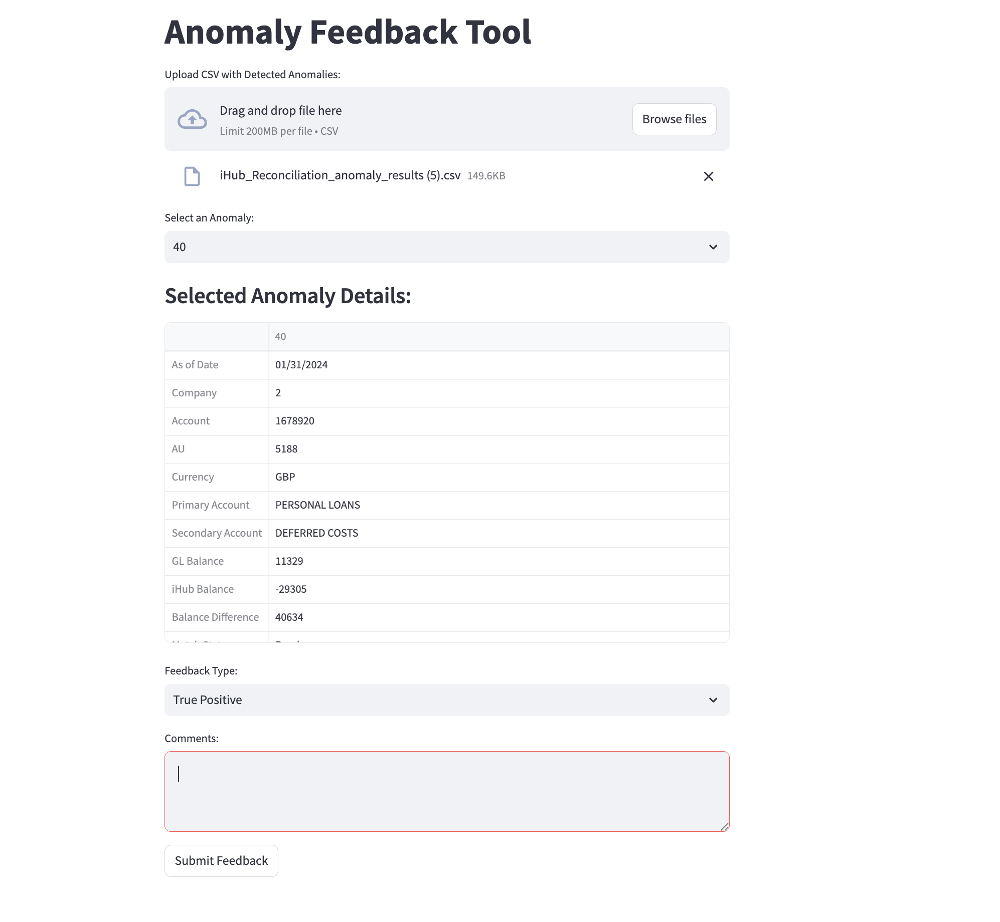 Anomaly Feedback Tool
Upload CSV with Detected Anomalies:
Drag and drop file here
Limit 200MB per file • CSV
Browse files
iHub_Reconciliation_anomaly_results (5).csv 149.6KB
Select an Anomaly:
40
Selected Anomaly Details:
40
As of Date 01/31/2024
Company 2
Account 1678920
AU 5188
Currency GBP
Primary Account PERSONAL LOANS
Secondary Account DEFERRED COSTS
GL Balance 11329
iHub Balance -29305
Balance Difference 40634
Feedback Type:
True Positive
Comments:
Submit Feedback